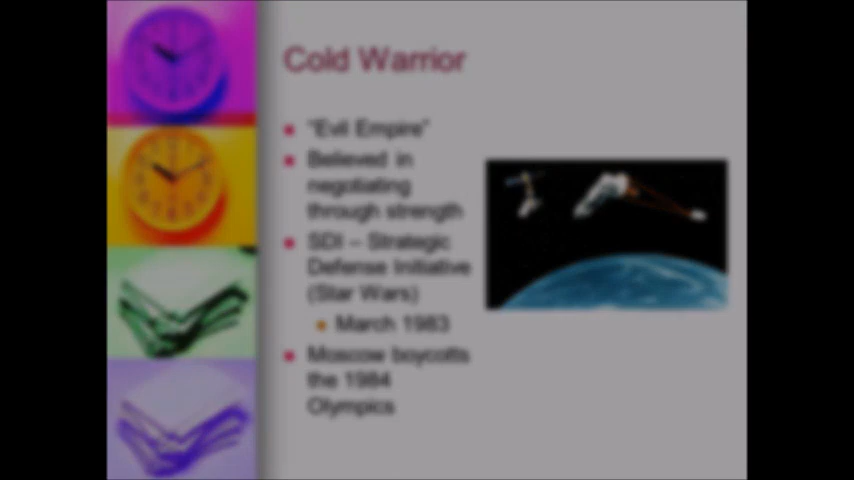 Cold Warrior
"Evil Empire"
Believed in
negotiating
through strength
SDI – Strategic
Defense Initiative
(Star Wars)
March 1983
Moscow boycotts
the 1984
Olympics